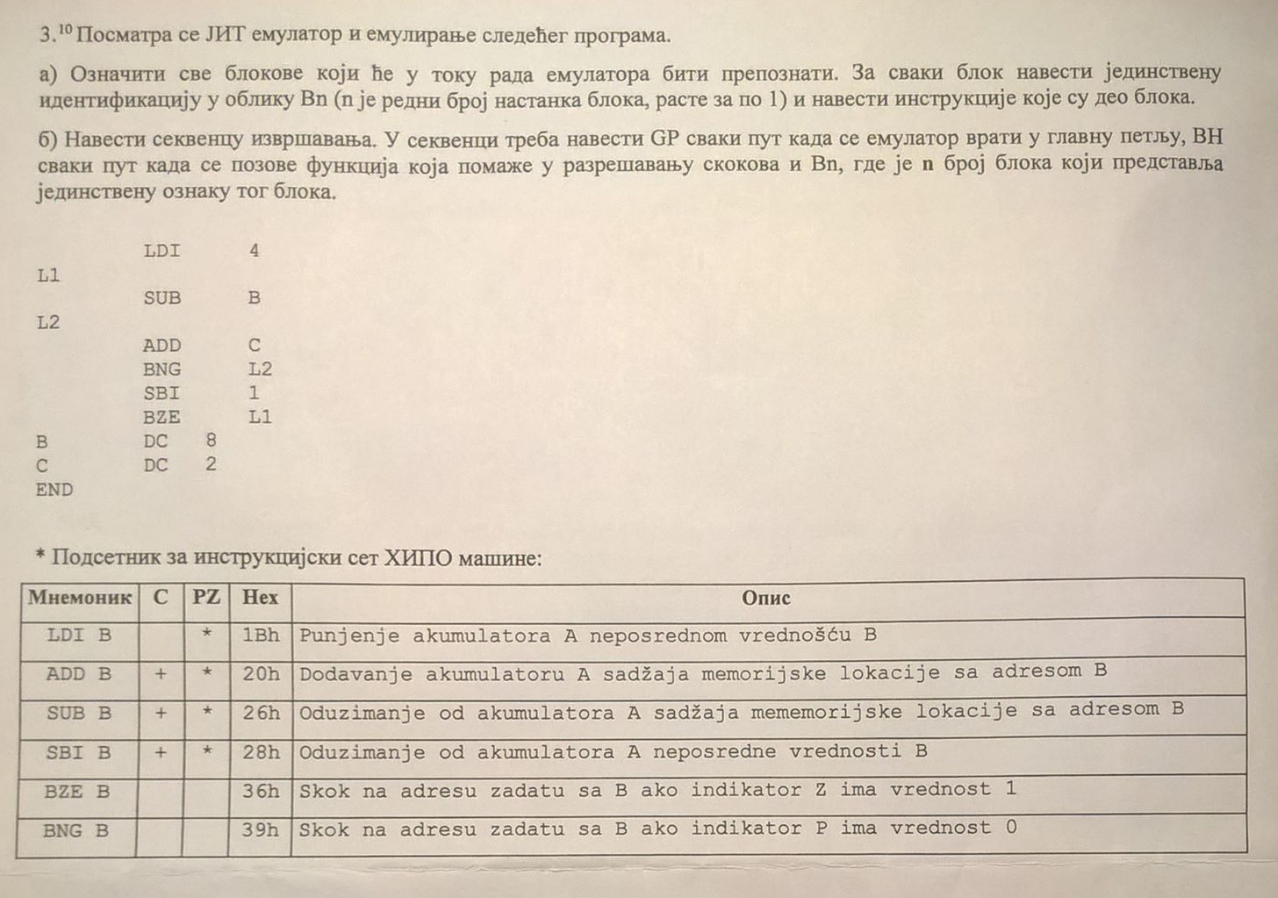 3.¹⁰ Посматра се ЈИТ емулатор и емулирање следећег програма.
а) Означити све блокове који ће у току рада емулатора бити препознати. За сваки блок навести јединствену
идентификацију у облику Bn (n је редни број настанка блока, расте за по 1) и навести инструкције које су део блока.
б) Навести секвенцу извршавања. У секвенци треба навести GP сваки пут када се емулатор врати у главну петљу, BH
сваки пут када се позове функција која помаже у разрешавању скокова и Bn, где је n број блока који представља
јединствену ознаку тог блока.
LDI 4
L1
SUB B
L2
ADD C
BNG L2
SBI 1
BZE L1
B DC 8
C DC 2
END
* Подсетник за инструкцијски сет ХИПО машине:
Мнемоник C PZ Hex Опис
LDI B * 1Bh Punjenje akumulatora A neposrednom vrednošću B
ADD B + * 20h Dodavanje akumulatoru A sadžaja memorijske lokacije sa adresom B
SUB B + * 26h Oduzimanje od akumulatora A sadžaja mememorijske lokacije sa adresom B
SBI B + * 28h Oduzimanje od akumulatora A neposredne vrednosti B
BZE B 36h Skok na adresu zadatu sa B ako indikator Z ima vrednost 1
BNG B 39h Skok na adresu zadatu sa B ako indikator P ima vrednost 0